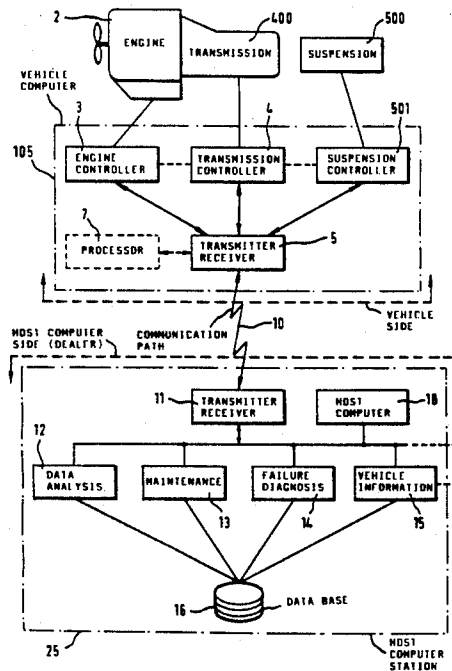 2
ENGINE
TRANSMISSION
400
500
SUSPENSION
VEHICLE
COMPUTER
3
4
501
105
ENGINE
CONTROLLER
TRANSMISSION
CONTROLLER
SUSPENSION
CONTROLLER
7
PROCESSOR
TRANSMITTER
RECEIVER
5
VEHICLE
SIDE
HOST COMPUTER
SIDE (DEALER)
COMMUNICATION
PATH
10
11
TRANSMITTER
RECEIVER
HOST
COMPUTER
18
12
DATA
ANALYSIS.
MAINTENANCE
13
FAILURE
DIAGNOSIS
14
VEHICLE
INFORMATION
15
16
DATA BASE
25
HOST
COMPUTER
STATION